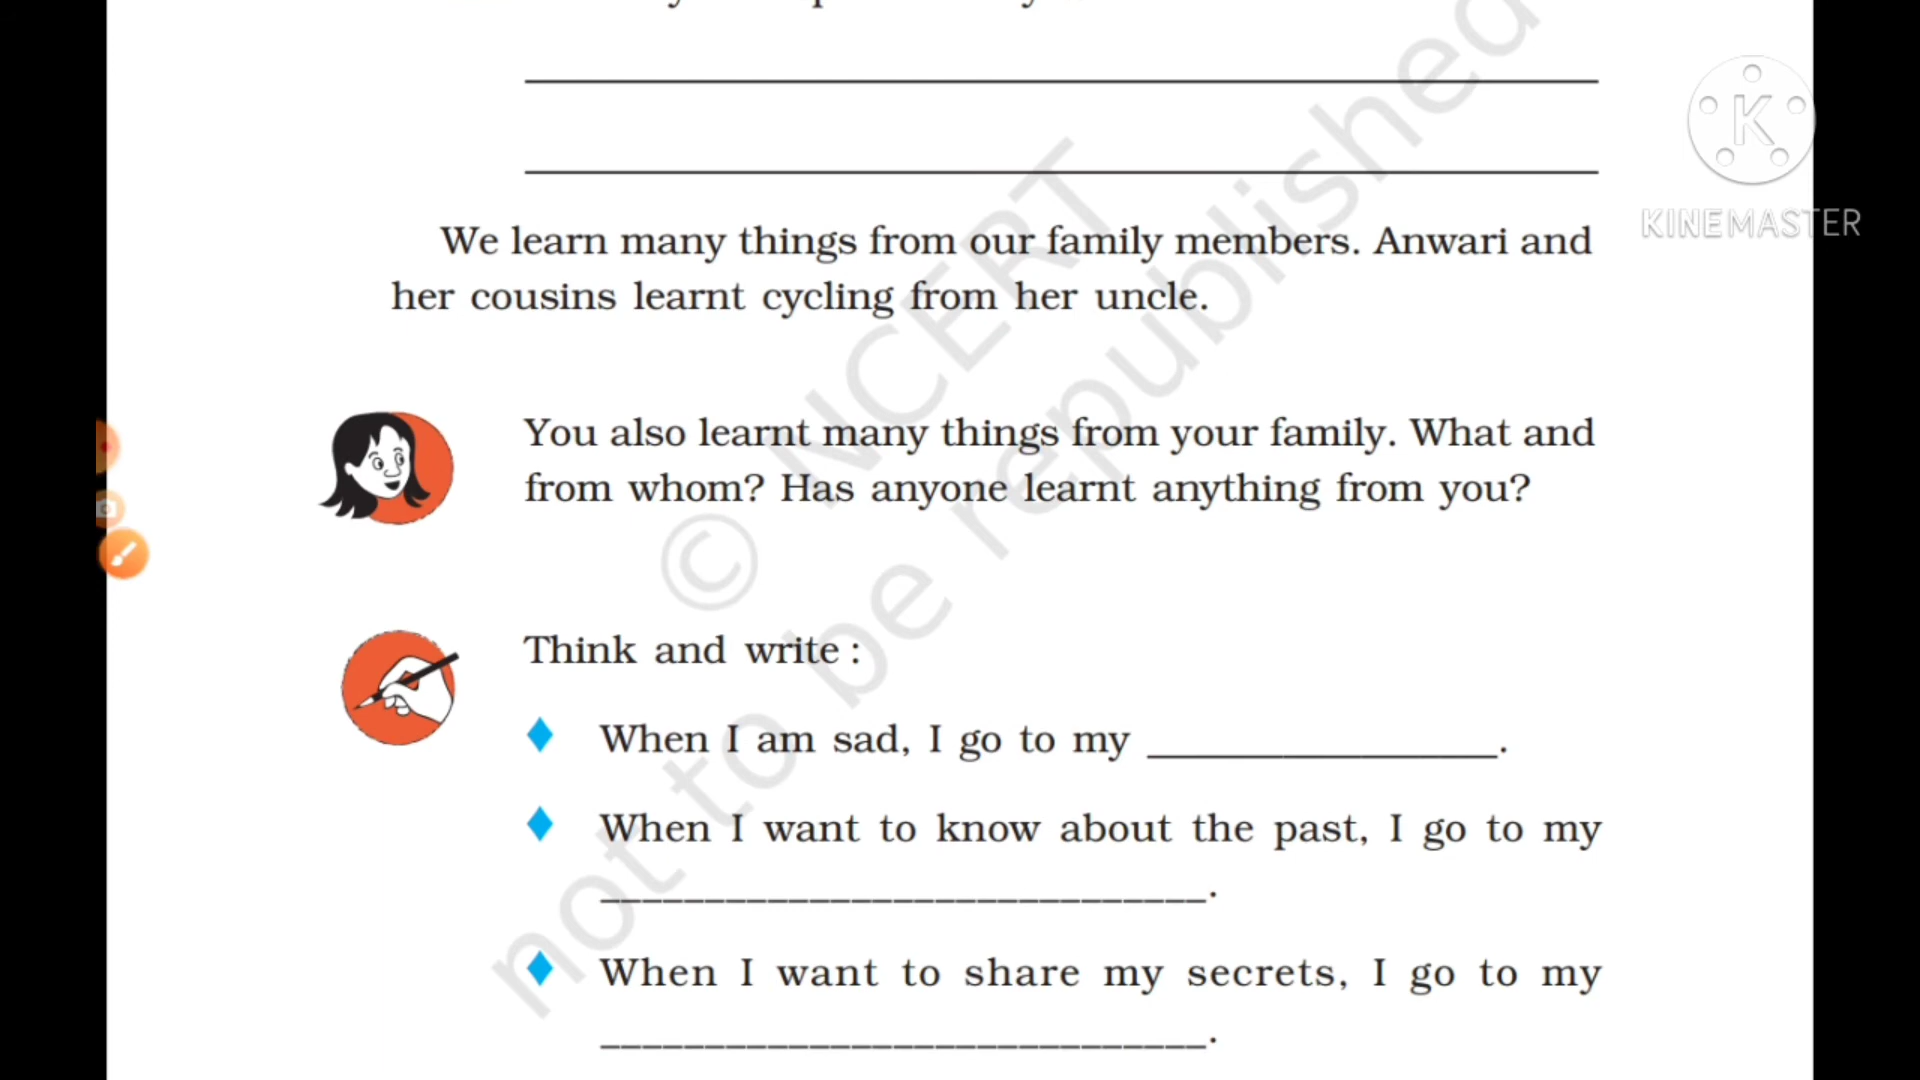 We learn many things from our family members. Anwari and
her cousins learnt cycling from her uncle.
You also learnt many things from your family. What and
from whom? Has anyone learnt anything from you?
Think and write :
When I am sad, I go to my _________________.
When I want to know about the past, I go to my
_____________________________.
When I want to share my secrets, I go to my
_____________________________.
© NCERT
not to be republished
K
KINEMASTER